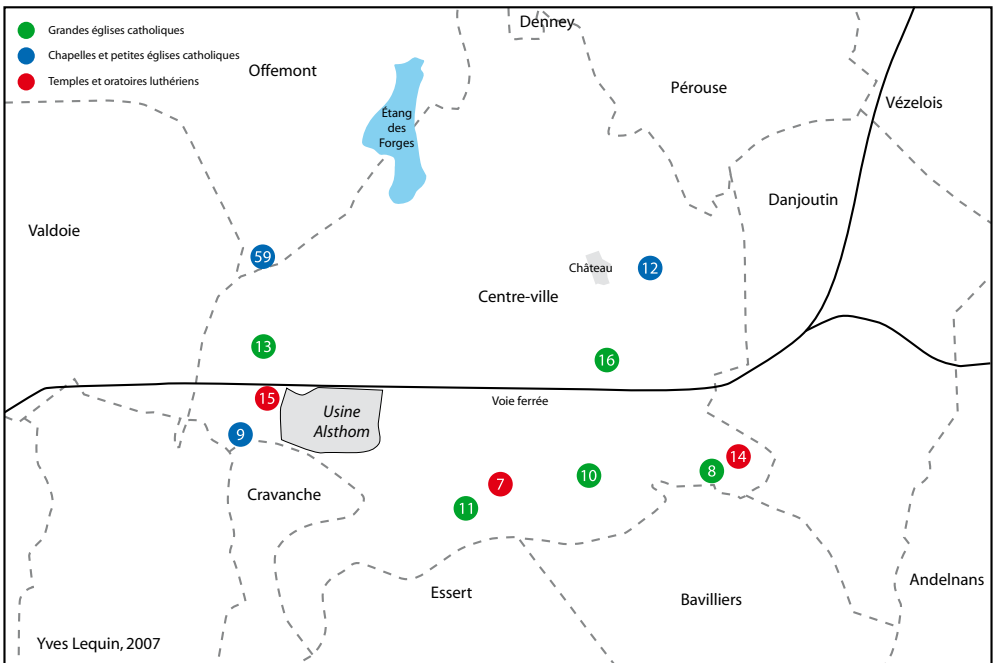 Grandes églises catholiques
Chapelles et petites églises catholiques
Temples et oratoires luthériens
Denney
Offemont
Pérouse
Vézelois
Étang
des
Forges
Danjoutin
Valdoie
59
Château
12
Centre-ville
13
16
15
Voie ferrée
Usine
Alsthom
9
14
8
10
7
Cravanche
11
Essert
Bavilliers
Andelnans
Yves Lequin, 2007